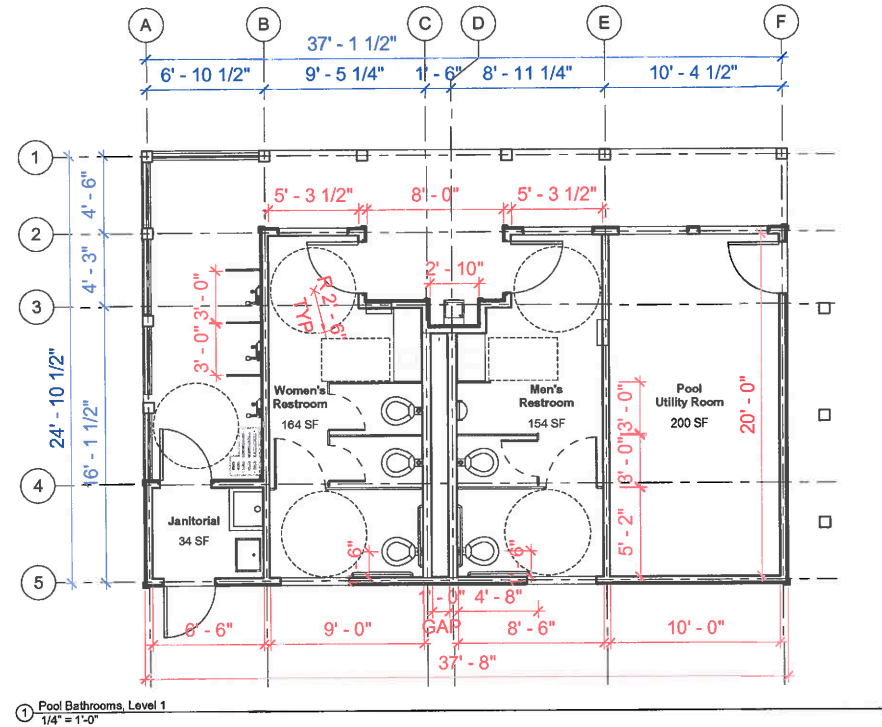 A B C D E F
37' - 1 1/2"
6' - 10 1/2" 9' - 5 1/4" 1' - 6" 8' - 11 1/4" 10' - 4 1/2"
1
4' - 6"
5' - 3 1/2" 8' - 0" 5' - 3 1/2"
2
4' - 3"
2' - 10"
3
3' - 0"
R 2' - 6"
TYP
3' - 0"
24' - 10 1/2"
16' - 1 1/2"
Women's
Restroom
164 SF
Men's
Restroom
154 SF
Pool
Utility Room
200 SF
3' - 0"
20' - 0"
3' - 0"
4
Janitorial
34 SF
5' - 2"
5
1' - 0" 4' - 8"
GAP
6' - 6" 9' - 0" 8' - 6" 10' - 0"
37' - 8"
1 Pool Bathrooms, Level 1
1/4" = 1'-0"